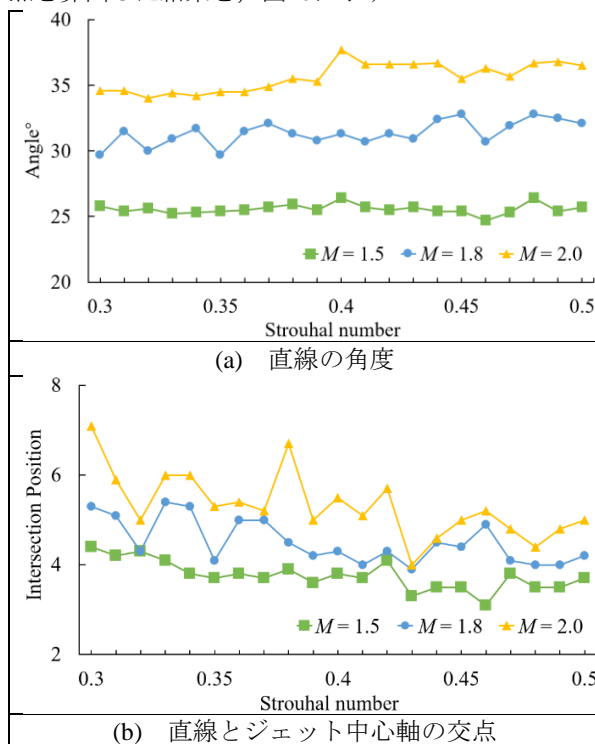 40
35
30
25
20
Angle°
M = 1.5 M = 1.8 M = 2.0
0.3 0.35 0.4 0.45 0.5
Strouhal number
(a) 直線の角度
8
6
4
2
Intersection Position
M = 1.5 M = 1.8 M = 2.0
0.3 0.35 0.4 0.45 0.5
Strouhal number
(b) 直線とジェット中心軸の交点